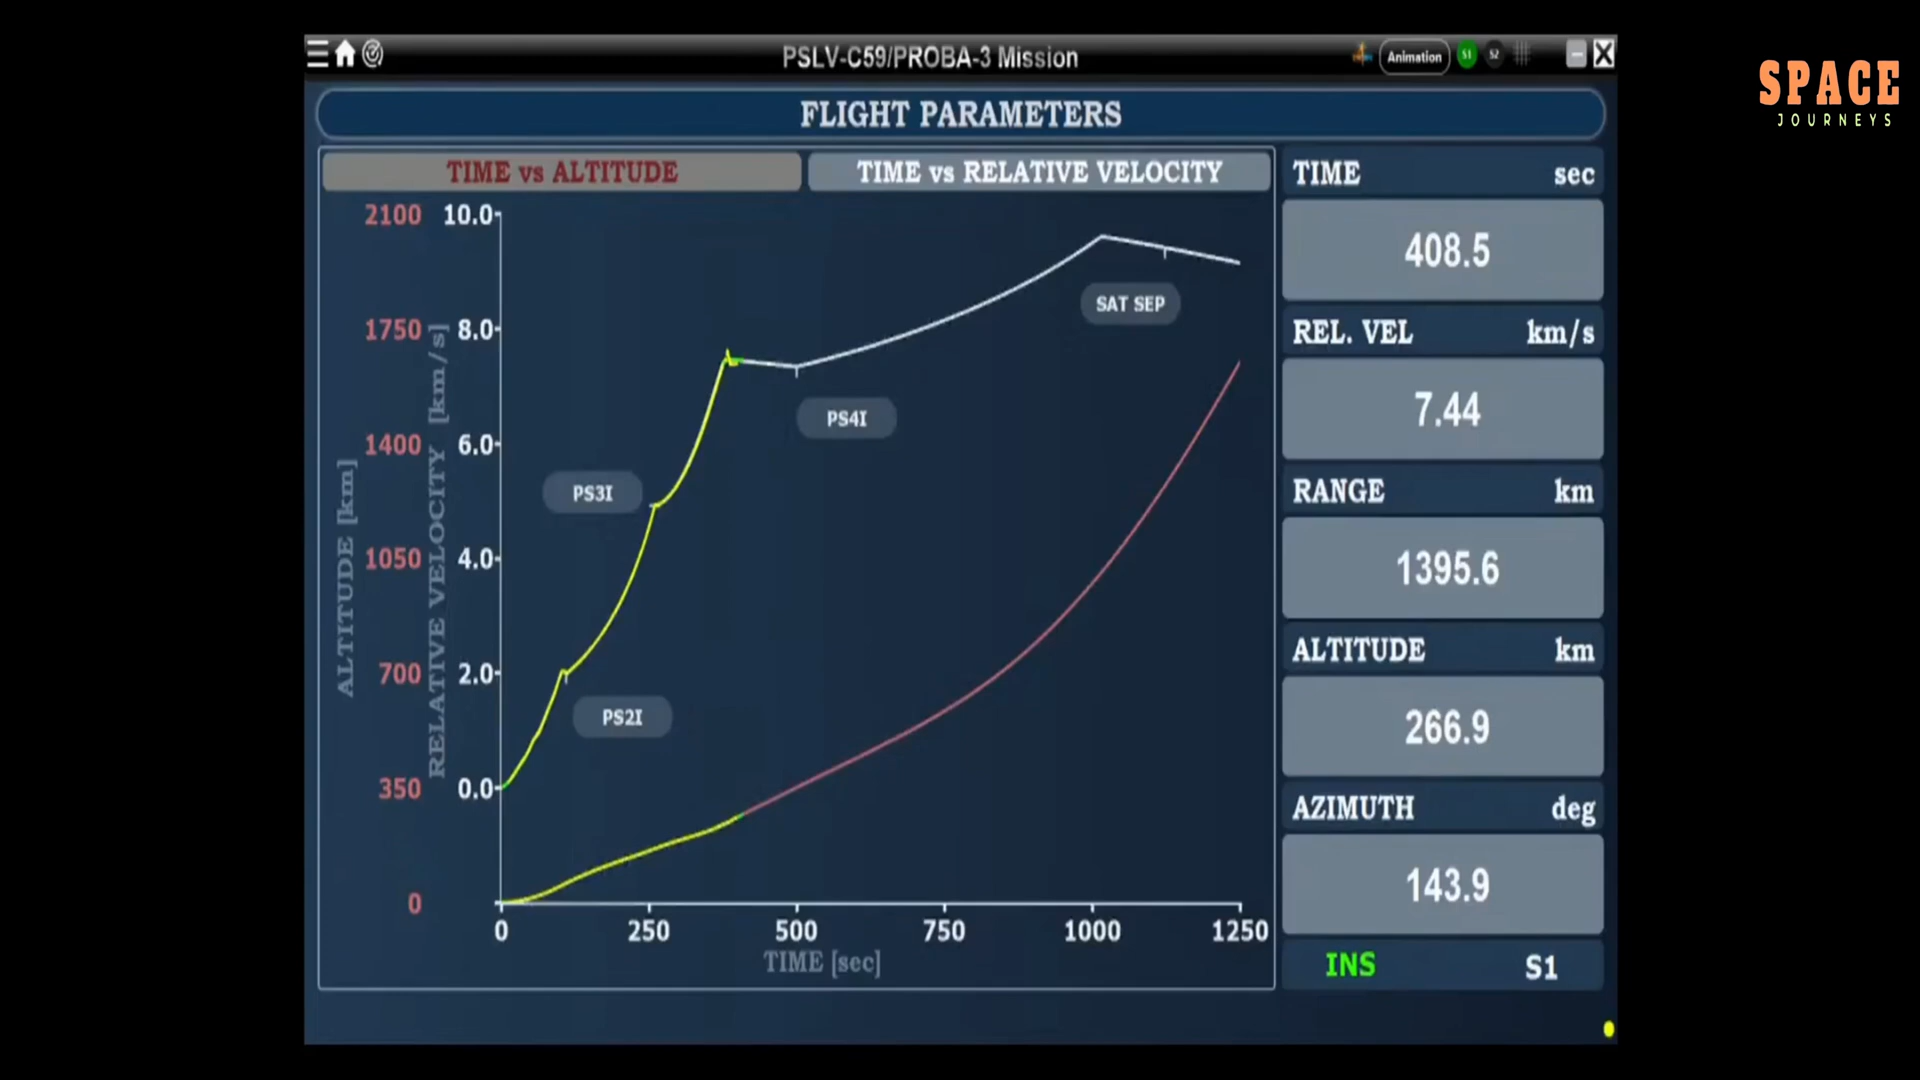 PSLV-C59/PROBA-3 Mission
Animation
S1
S2
SPACE
JOURNEYS
FLIGHT PARAMETERS
TIME vs ALTITUDE
TIME vs RELATIVE VELOCITY
2100
1750
1400
1050
700
350
0
ALTITUDE [km]
10.0
8.0
6.0
4.0
2.0
0.0
RELATIVE VELOCITY [km/s]
SAT SEP
PS4I
PS3I
PS2I
0 250 500 750 1000 1250
TIME [sec]
TIME sec
408.5
REL. VEL km/s
7.44
RANGE km
1395.6
ALTITUDE km
266.9
AZIMUTH deg
143.9
INS S1